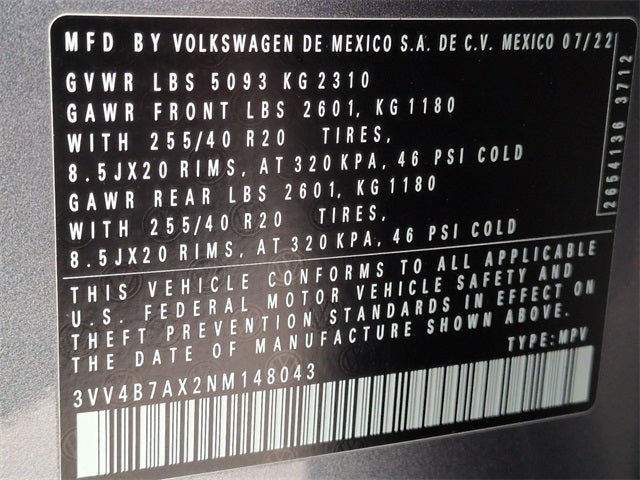 MFD BY VOLKSWAGEN DE MEXICO S.A. DE C.V. MEXICO 07/22
GVWR LBS 5093 KG 2310
GAWR FRONT LBS 2601, KG 1180
WITH 255/40 R20 TIRES,
8.5JX20 RIMS, AT 320 KPA, 46 PSI COLD
GAWR REAR LBS 2601, KG 1180
WITH 255/40 R20 TIRES,
8.5JX20 RIMS, AT 320 KPA, 46 PSI COLD
2654136 3712
THIS VEHICLE CONFORMS TO ALL APPLICABLE
U.S. FEDERAL MOTOR VEHICLE SAFETY AND
THEFT PREVENTION STANDARDS IN EFFECT ON
THE DATE OF MANUFACTURE SHOWN ABOVE.
TYPE: MPV
3VV4B7AX2NM148043